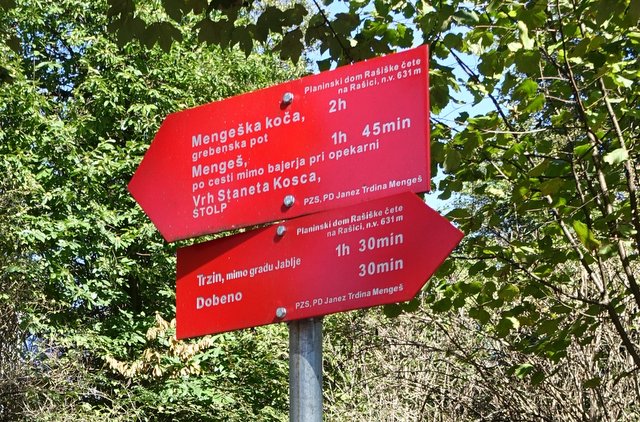 Planinski dom Rašiške čete
na Rašici, n.v. 631 m
Mengeška koča, 2h
grebenska pot
Mengeš, 1h 45min
po cesti mimo bajerja pri opekarni
Vrh Staneta Kosca,
ŠTOLP
PZS, PD Janez Trdina Mengeš
Planinski dom Rašiške čete
na Rašici, n.v. 631 m
Trzin, mimo gradu Jablje 1h 30min
Dobeno 30min
PZS, PD Janez Trdina Mengeš